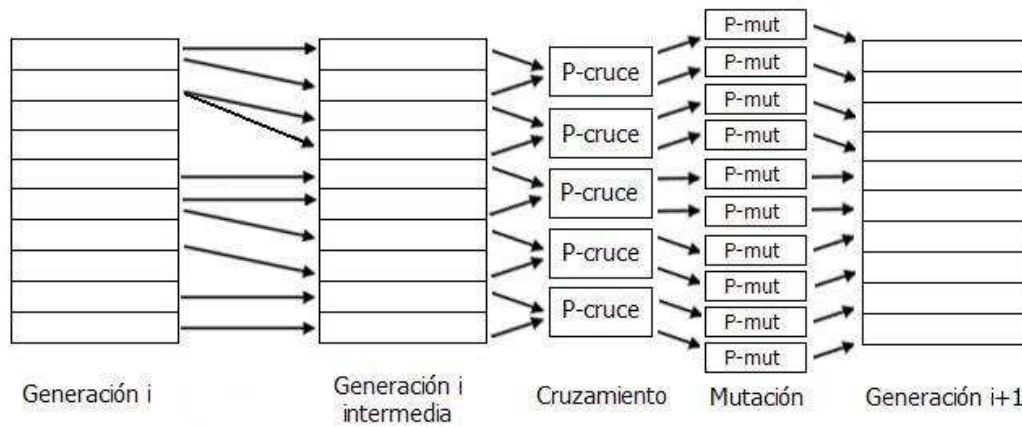 P-mut
P-mut
P-mut
P-mut
P-mut
P-mut
P-mut
P-mut
P-mut
P-mut
P-cruce
P-cruce
P-cruce
P-cruce
P-cruce
Generación i
Generación i
intermedia
Cruzamiento
Mutación
Generación i+1